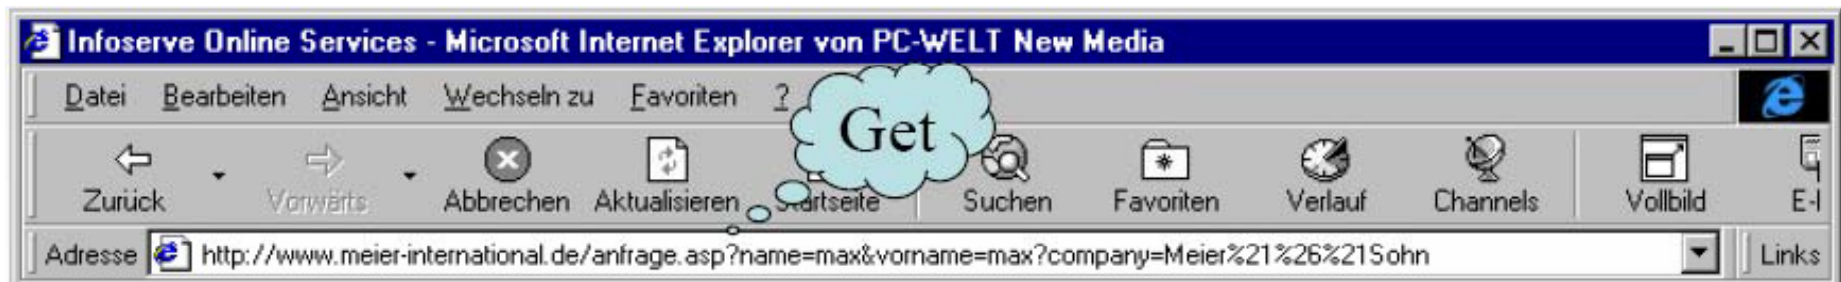 Infoserve Online Services - Microsoft Internet Explorer von PC-WELT New Media
Datei Bearbeiten Ansicht Wechseln zu Favoriten ?
Get
Zurück Vorwärts Abbrechen Aktualisieren Startseite Suchen Favoriten Verlauf Channels Vollbild E-
Adresse http://www.meier-international.de/anfrage.asp?name=max&vorname=max?company=Meier%21%26%21Sohn Links